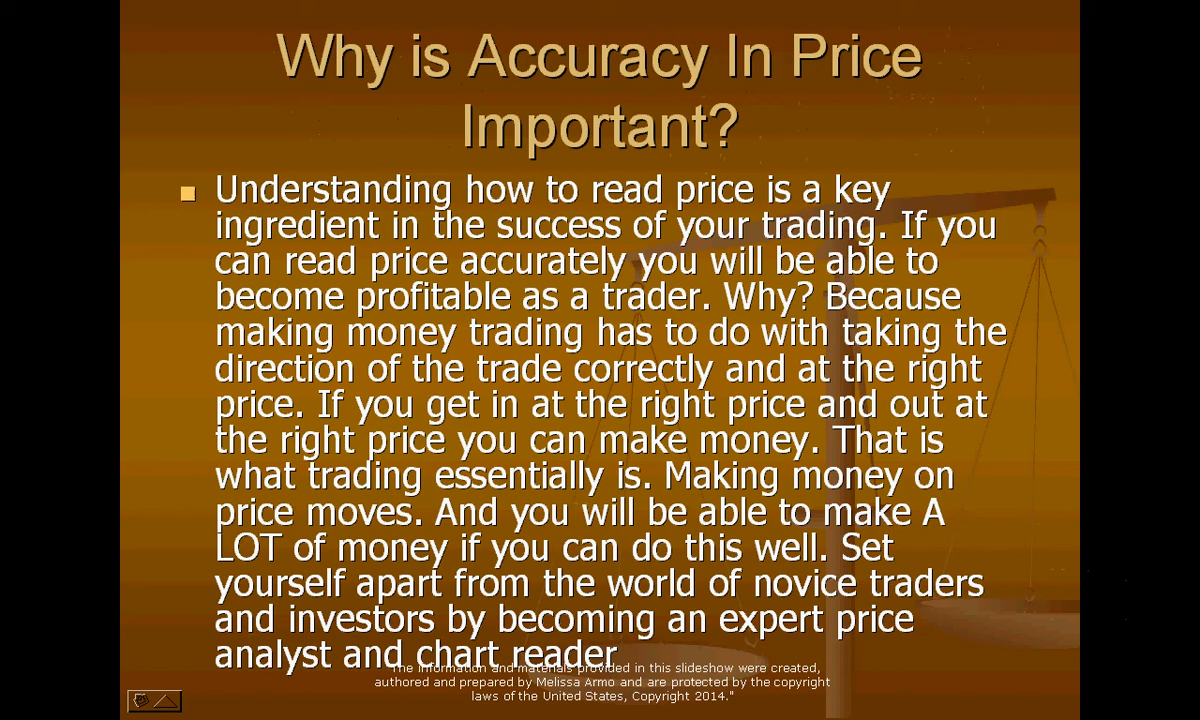 Why is Accuracy In Price
Important?
Understanding how to read price is a key
ingredient in the success of your trading. If you
can read price accurately you will be able to
become profitable as a trader. Why? Because
making money trading has to do with taking the
direction of the trade correctly and at the right
price. If you get in at the right price and out at
the right price you can make money. That is
what trading essentially is. Making money on
price moves. And you will be able to make A
LOT of money if you can do this well. Set
yourself apart from the world of novice traders
and investors by becoming an expert price
analyst and chart reader
"The information and materials provided in this slideshow were created,
authored and prepared by Melissa Armo and are protected by the copyright
laws of the United States, Copyright 2014."